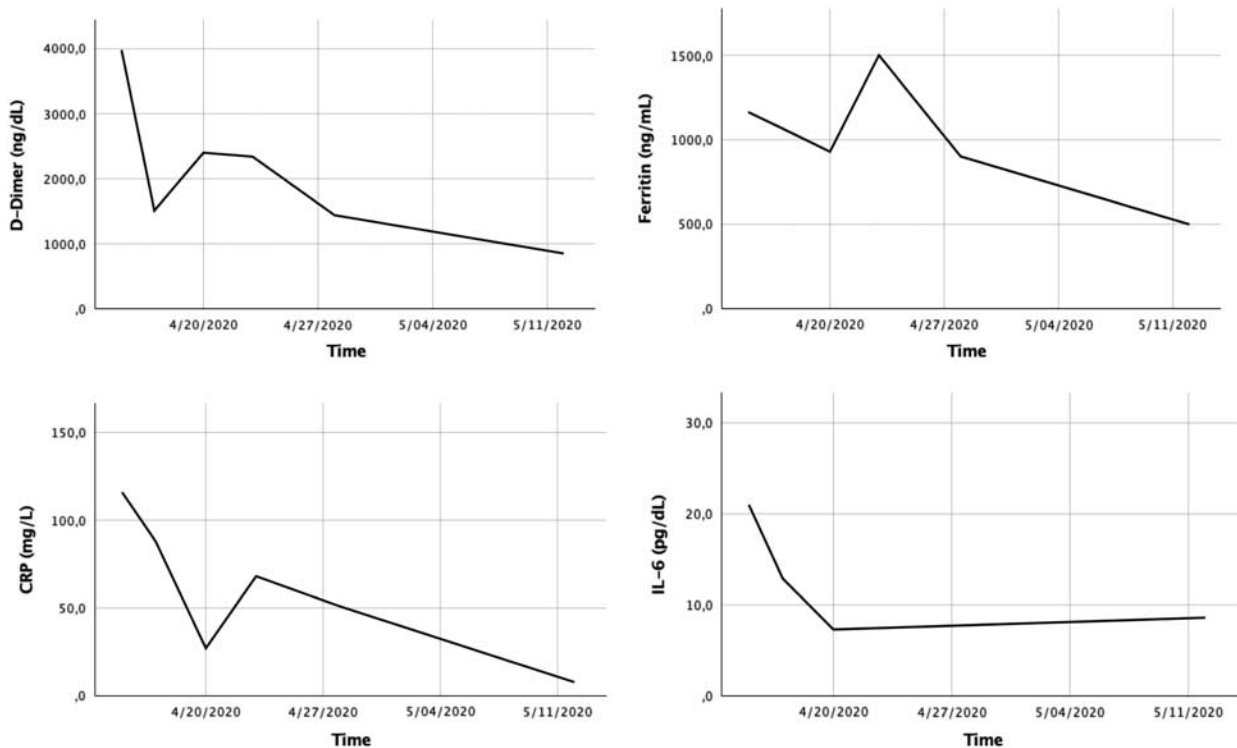 D-Dimer (ng/dL)
4000,0
3000,0
2000,0
1000,0
,0
4/20/2020 4/27/2020 5/04/2020 5/11/2020
Time
Ferritin (ng/mL)
1500,0
1000,0
500,0
,0
4/20/2020 4/27/2020 5/04/2020 5/11/2020
Time
CRP (mg/L)
150,0
100,0
50,0
,0
4/20/2020 4/27/2020 5/04/2020 5/11/2020
Time
IL-6 (pg/dL)
30,0
20,0
10,0
,0
4/20/2020 4/27/2020 5/04/2020 5/11/2020
Time